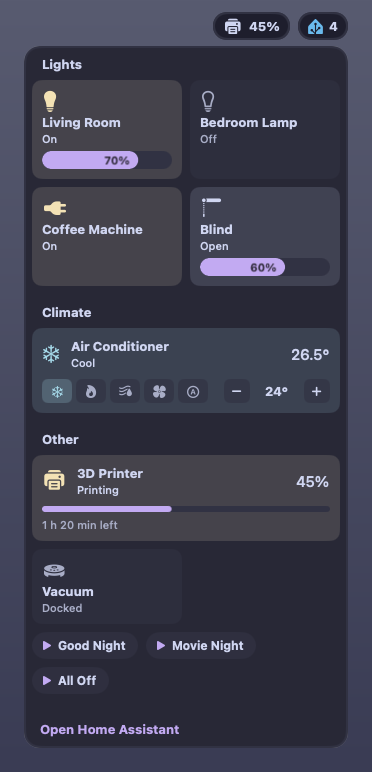 45%
4
Lights
Living Room
On
70%
Bedroom Lamp
Off
Coffee Machine
On
Blind
Open
60%
Climate
Air Conditioner
Cool
26.5°
A
− 24° +
Other
3D Printer
Printing
45%
1 h 20 min left
Vacuum
Docked
Good Night
Movie Night
All Off
Open Home Assistant